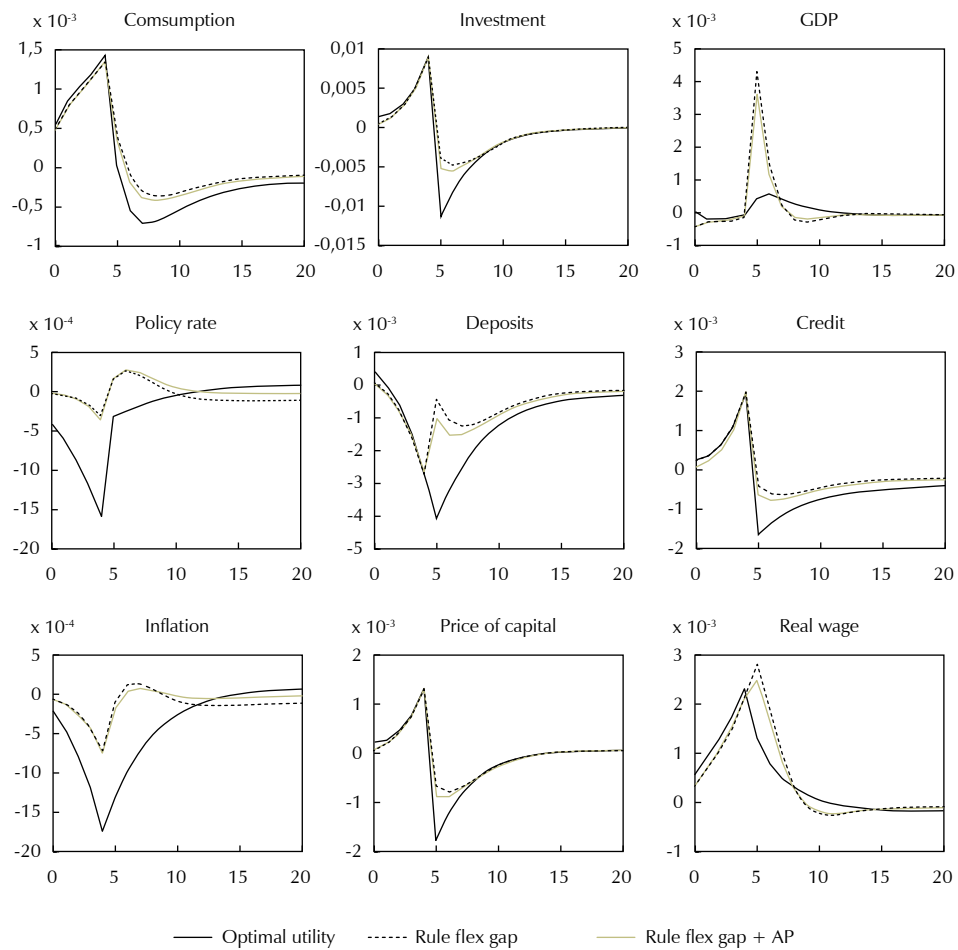 x 10-3 Comsumption Investment x 10-3 GDP
1,5 0,01 5
1 0,005 4
0,5 0 3
0 -0,005 2
-0,5 -0,01 1
-1 -0,015 0
-1
0 5 10 15 20 0 5 10 15 20 0 5 10 15 20
x 10-4 Policy rate x 10-3 Deposits x 10-3 Credit
5 1 3
0 0 2
-5 -1 1
-10 -2 0
-15 -3 -1
-20 -4 -2
-5
0 5 10 15 20 0 5 10 15 20 0 5 10 15 20
x 10-4 Inflation x 10-3 Price of capital x 10-3 Real wage
5 2 3
0 1 2
-5 0 1
-10 -1 0
-15 -2 -1
-20
0 5 10 15 20 0 5 10 15 20 0 5 10 15 20
Optimal utility Rule flex gap Rule flex gap + AP